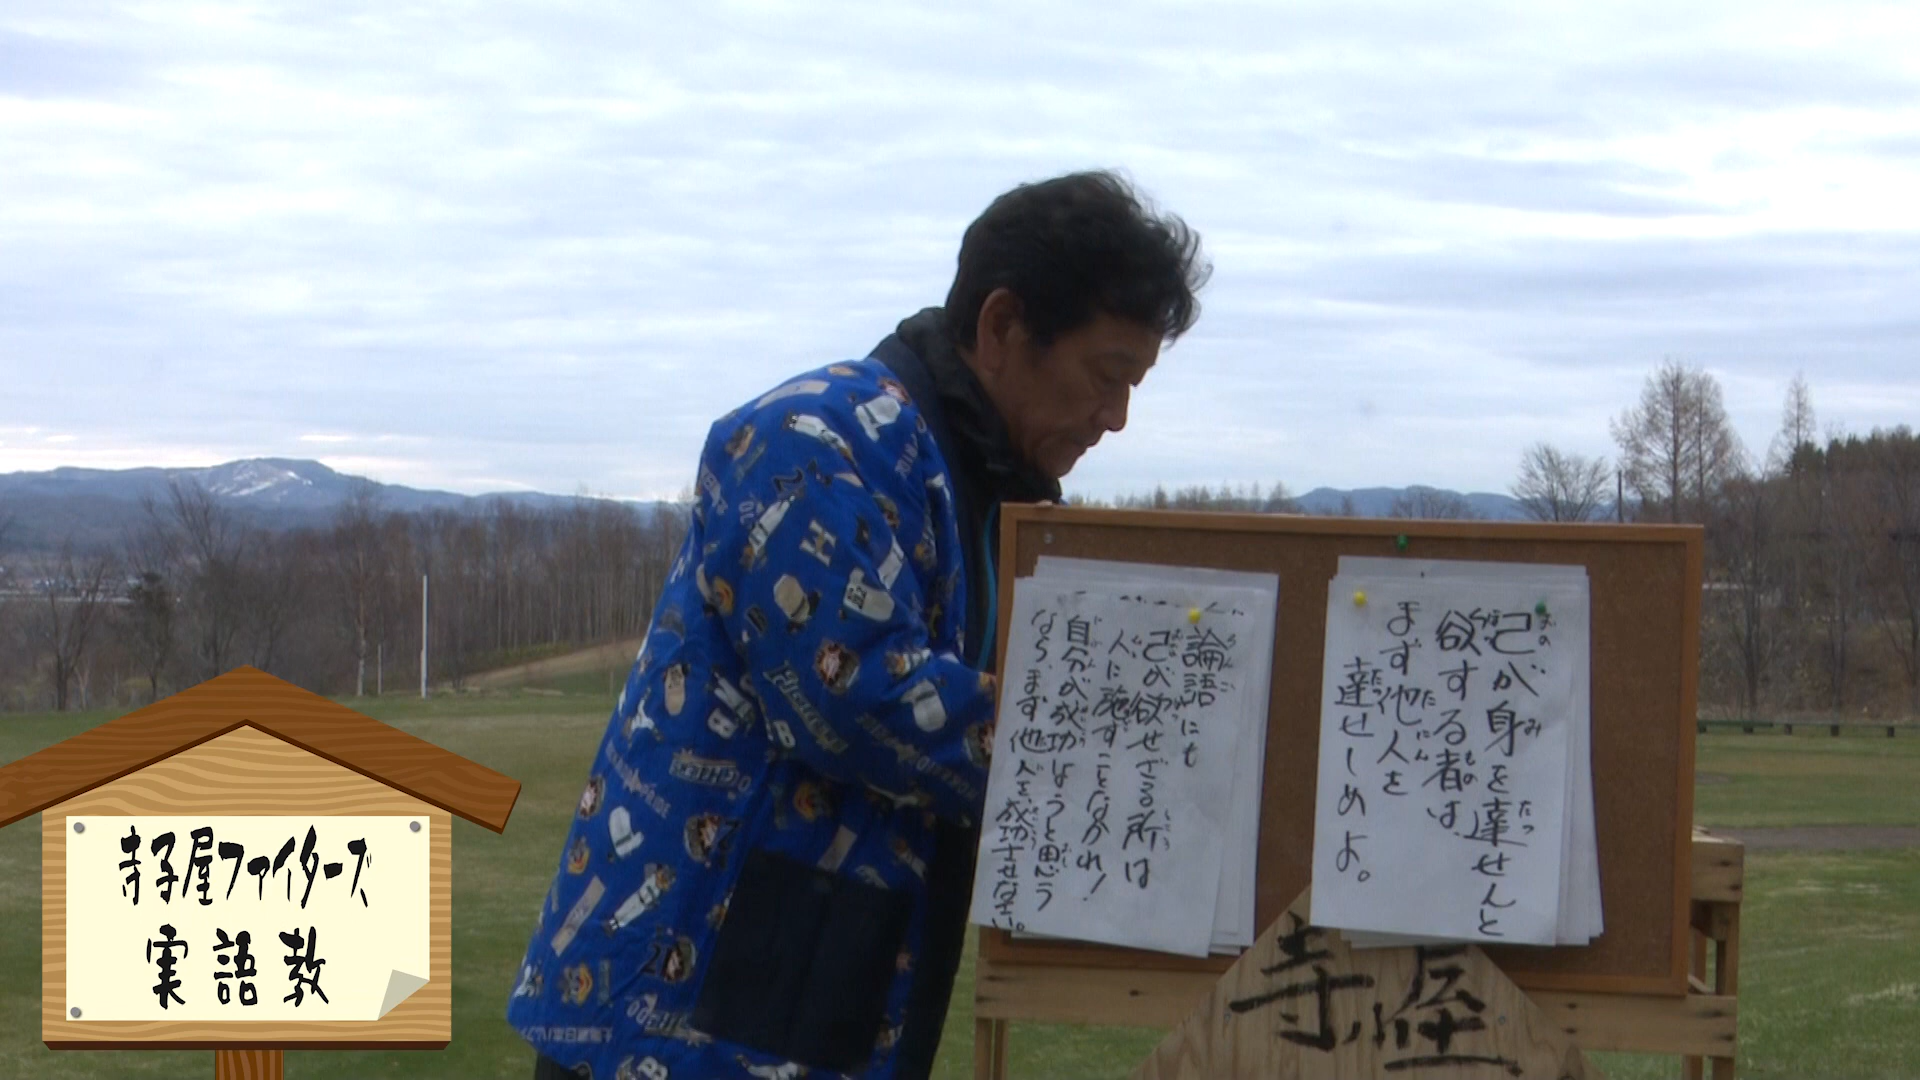 己が身を達せんと
欲する者は、
まず他人を
達せしめよ。
論語にも
己が欲せざる所は
人に施すことなかれ!
自分が成功しようと思う
なら、まず他人を成功させなさい。
寺小屋
寺子屋ファイターズ
実語教